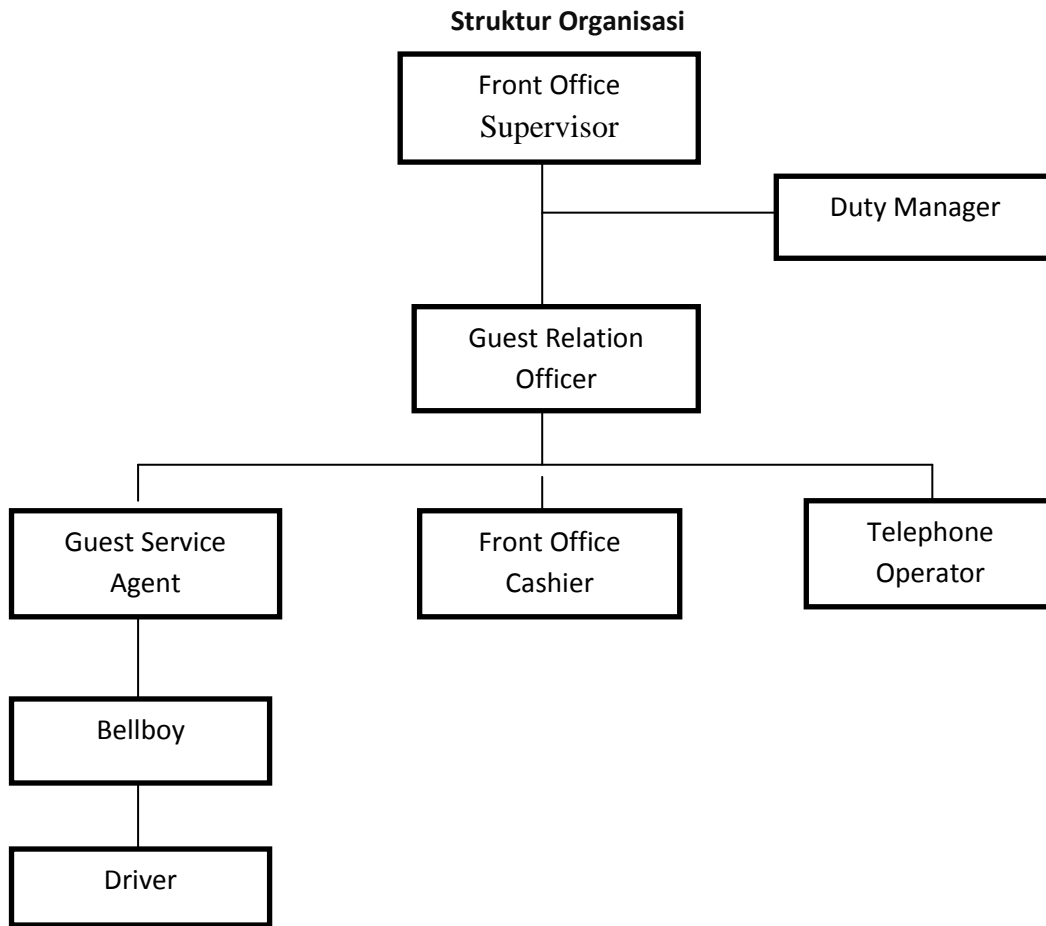 Struktur Organisasi
Front Office
Supervisor
Duty Manager
Guest Relation
Officer
Guest Service
Agent
Front Office
Cashier
Telephone
Operator
Bellboy
Driver